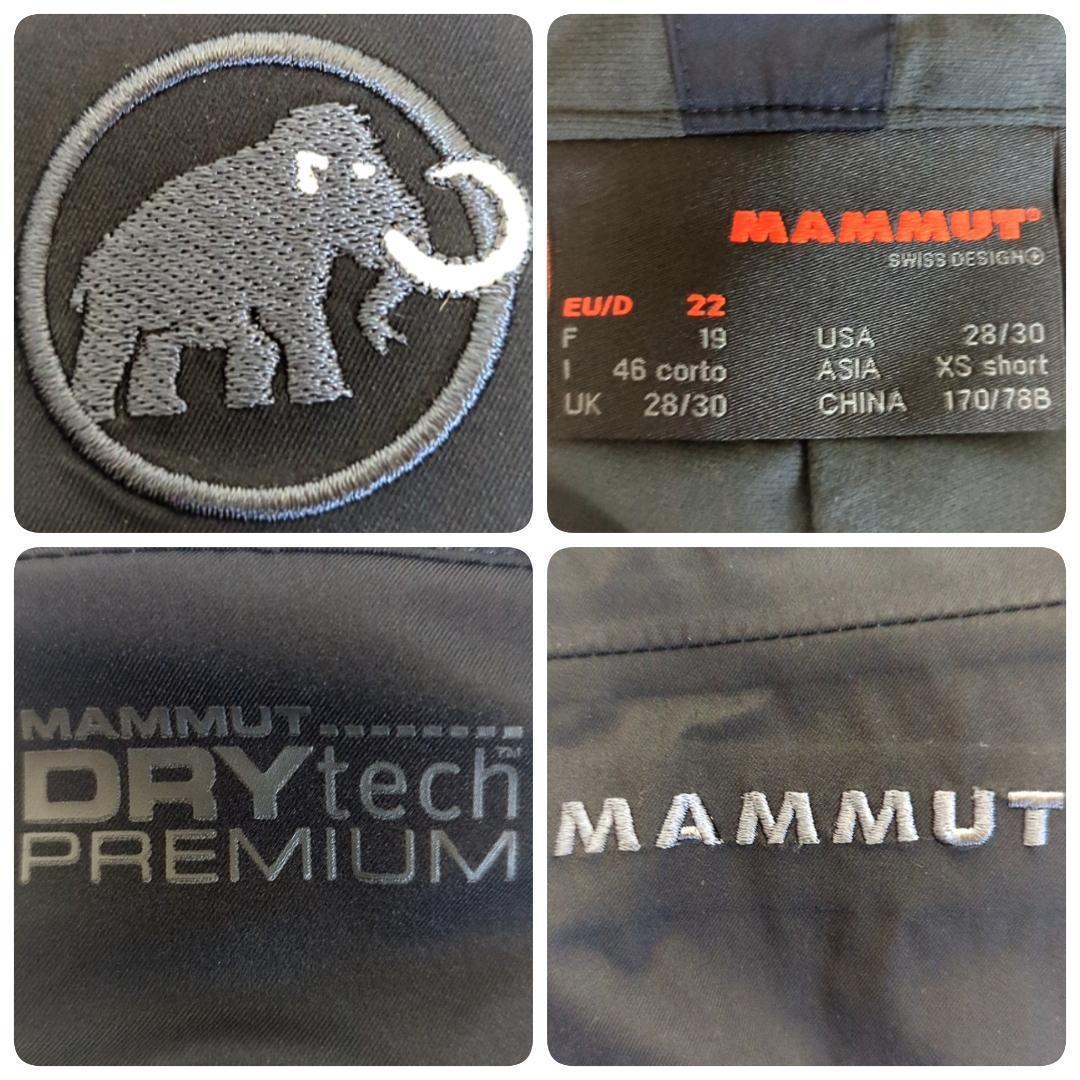 MAMMUT®
SWISS DESIGN
EU/D 22
F 19 USA 28/30
I 46 corto ASIA XS short
UK 28/30 CHINA 170/78B
MAMMUT
DRYtech™
PREMIUM
MAMMUT